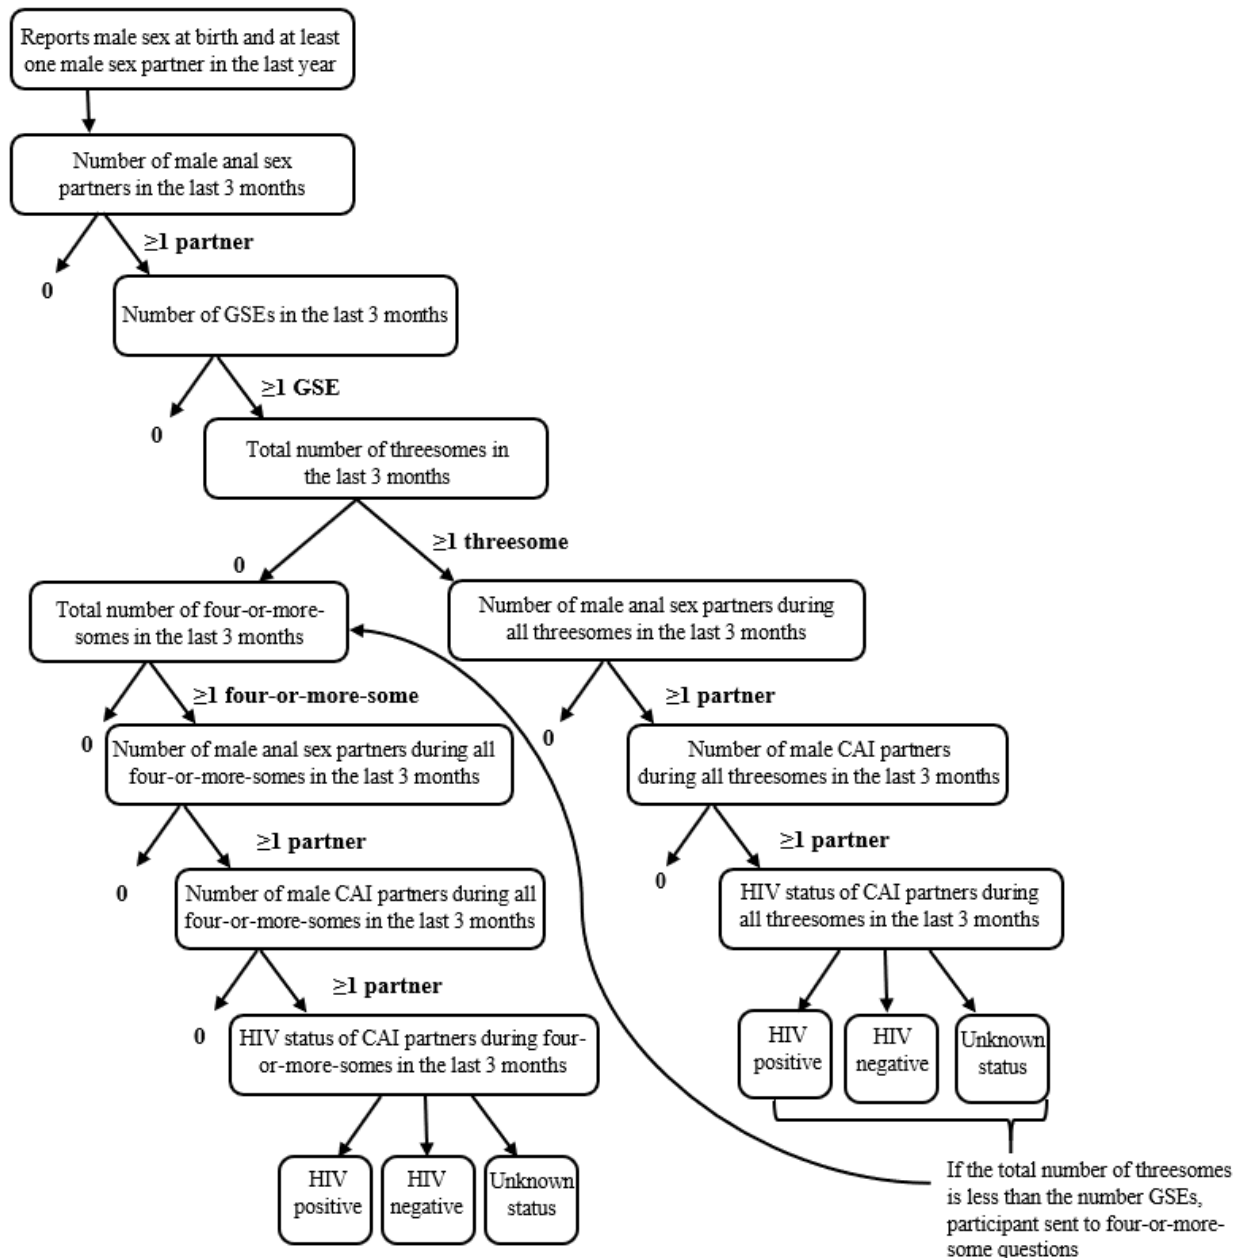 Reports male sex at birth and at least
one male sex partner in the last year
Number of male anal sex
partners in the last 3 months
≥1 partner
0
Number of GSEs in the last 3 months
≥1 GSE
0
Total number of threesomes in
the last 3 months
≥1 threesome
0
Total number of four-or-more-
somes in the last 3 months
Number of male anal sex partners during
all threesomes in the last 3 months
≥1 four-or-more-some
≥1 partner
0
0
Number of male anal sex partners during all
four-or-more-somes in the last 3 months
Number of male CAI partners
during all threesomes in the last 3 months
≥1 partner
≥1 partner
0
0
Number of male CAI partners during all
four-or-more-somes in the last 3 months
HIV status of CAI partners during
all threesomes in the last 3 months
≥1 partner
0
HIV status of CAI partners during four-
or-more-somes in the last 3 months
HIV
positive
HIV
negative
Unknown
status
HIV
positive
HIV
negative
Unknown
status
If the total number of threesomes
is less than the number GSEs,
participant sent to four-or-more-
some questions